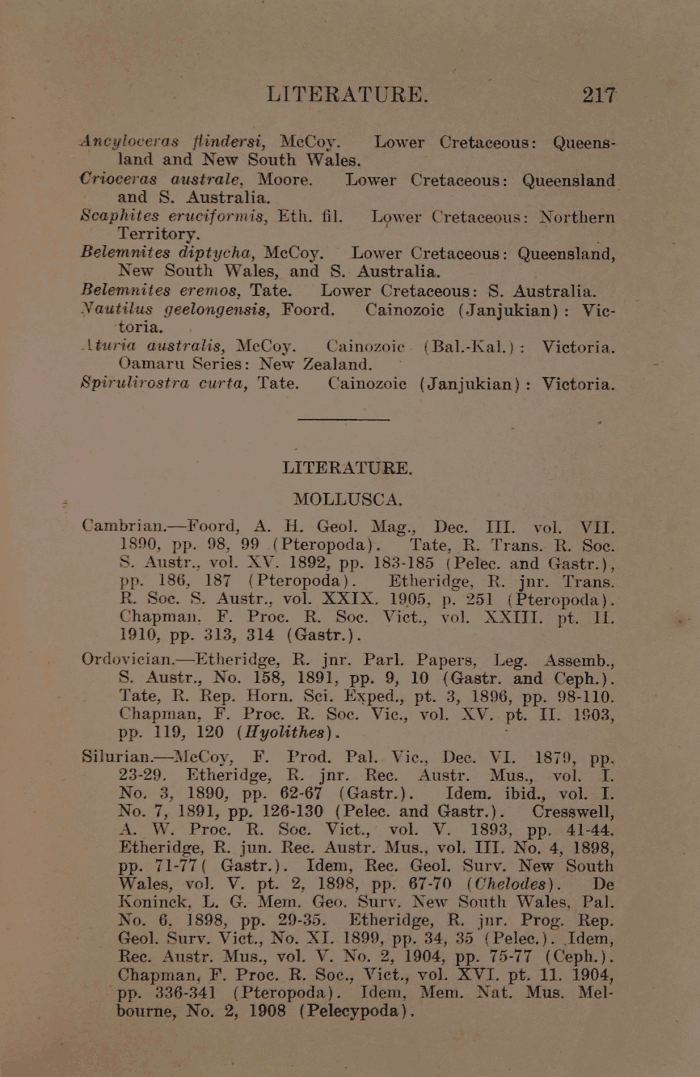 LITERATURE. 217
Ancyloceras flindersi, McCoy. Lower Cretaceous: Queens-
land and New South Wales.
Crioceras australe, Moore. Lower Cretaceous: Queensland
and S. Australia.
Scaphites eruciformis, Eth. fil. Lower Cretaceous: Northern
Territory.
Belemnites diptycha, McCoy. Lower Cretaceous: Queensland,
New South Wales, and S. Australia.
Belemnites eremos, Tate. Lower Cretaceous: S. Australia.
Nautilus geelongensis, Foord. Cainozoic (Janjukian): Vic-
toria.
Aturia australis, McCoy. Cainozoic (Bal.-Kal.): Victoria.
Oamaru Series: New Zealand.
Spirulirostra curta, Tate. Cainozoic (Janjukian): Victoria.
LITERATURE.
MOLLUSCA.
Cambrian.—Foord, A. H. Geol. Mag., Dec. III. vol. VII.
1890, pp. 98, 99 (Pteropoda). Tate, R. Trans. R. Soc.
S. Austr., vol. XV. 1892, pp. 183-185 (Pelec. and Gastr.),
pp. 186, 187 (Pteropoda). Etheridge, R. jnr. Trans.
R. Soc. S. Austr., vol. XXIX. 1905, p. 251 (Pteropoda).
Chapman, F. Proc. R. Soc. Vict., vol. XXIII. pt. II.
1910, pp. 313, 314 (Gastr.).
Ordovician.—Etheridge, R. jnr. Parl. Papers, Leg. Assemb.,
S. Austr., No. 158, 1891, pp. 9, 10 (Gastr. and Ceph.).
Tate, R. Rep. Horn. Sci. Exped., pt. 3, 1896, pp. 98-110.
Chapman, F. Proc. R. Soc. Vic., vol. XV. pt. II. 1903,
pp. 119, 120 (Hyolithes).
Silurian.—McCoy, F. Prod. Pal. Vic., Dec. VI. 1879, pp.
23-29. Etheridge, R. jnr. Rec. Austr. Mus., vol. I.
No. 3, 1890, pp. 62-67 (Gastr.). Idem. ibid., vol. I.
No. 7, 1891, pp. 126-130 (Pelec. and Gastr.). Cresswell,
A. W. Proc. R. Soc. Vict., vol. V. 1893, pp. 41-44.
Etheridge, R. jun. Rec. Austr. Mus., vol. III. No. 4, 1898,
pp. 71-77( Gastr.). Idem, Rec. Geol. Surv. New South
Wales, vol. V. pt. 2, 1898, pp. 67-70 (Chelodes). De
Koninck, L. G. Mem. Geo. Surv. New South Wales, Pal.
No. 6, 1898, pp. 29-35. Etheridge, R. jnr. Prog. Rep.
Geol. Surv. Vict., No. XI. 1899, pp. 34, 35 (Pelec.). Idem,
Rec. Austr. Mus., vol. V. No. 2, 1904, pp. 75-77 (Ceph.).
Chapman, F. Proc. R. Soc., Vict., vol. XVI. pt. 11. 1904,
pp. 336-341 (Pteropoda). Idem, Mem. Nat. Mus. Mel-
bourne, No. 2, 1908 (Pelecypoda).